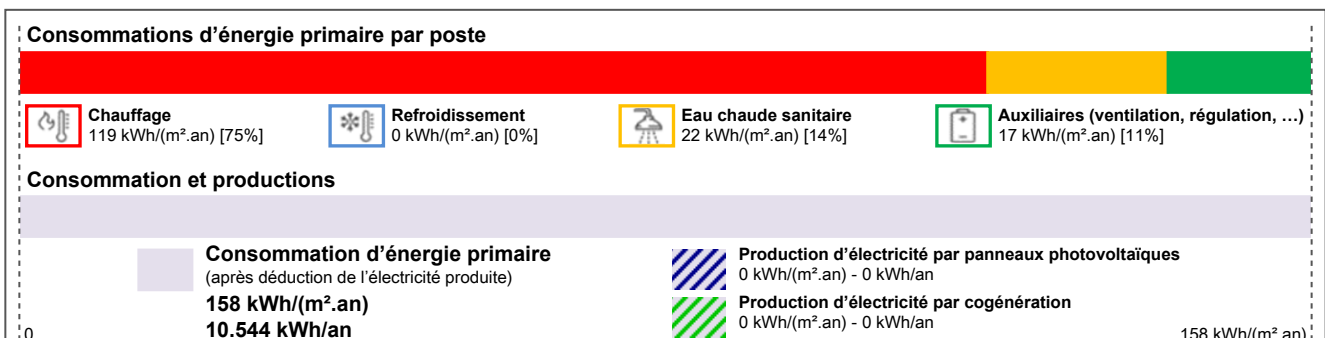 Consommations d’énergie primaire par poste
Chauffage
119 kWh/(m².an) [75%]
Refroidissement
0 kWh/(m².an) [0%]
Eau chaude sanitaire
22 kWh/(m².an) [14%]
Auxiliaires (ventilation, régulation, …)
17 kWh/(m².an) [11%]
Consommation et productions
Consommation d’énergie primaire
(après déduction de l’électricité produite)
158 kWh/(m².an)
10.544 kWh/an
Production d’électricité par panneaux photovoltaïques
0 kWh/(m².an) - 0 kWh/an
Production d’électricité par cogénération
0 kWh/(m².an) - 0 kWh/an
0
158 kWh/(m².an)